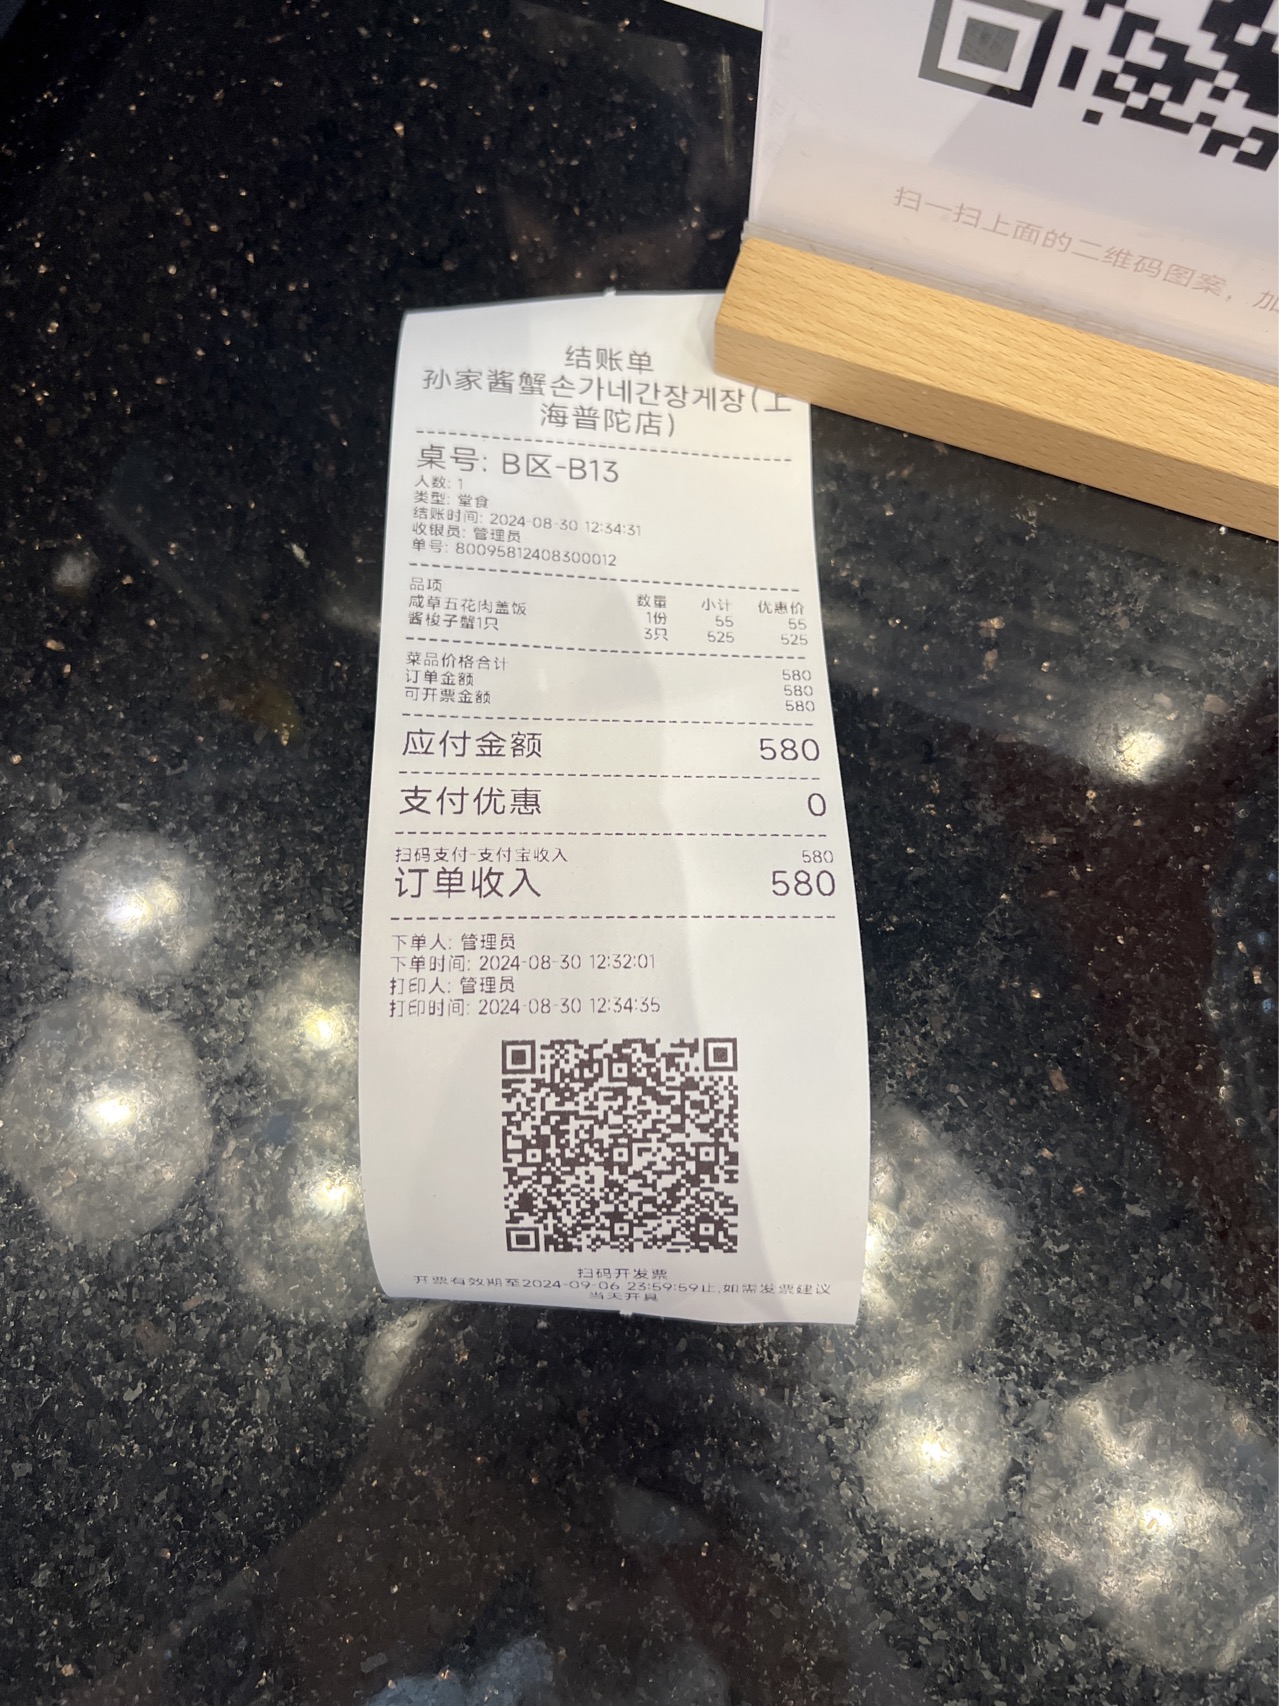 扫一扫上面的二维码图案，加
结账单
孙家酱蟹손가네간장게장(上
海普陀店)
桌号: B区-B13
人数: 1
类型: 堂食
结账时间: 2024-08-30 12:34:31
收银员: 管理员
单号: 80095812408300012
品项 数量 小计 优惠价
咸草五花肉盖饭 1份 55 55
酱梭子蟹1只 3只 525 525
菜品价格合计 580
订单金额 580
可开票金额 580
应付金额 580
支付优惠 0
扫码支付-支付宝收入 580
订单收入 580
下单人: 管理员
下单时间: 2024-08-30 12:32:01
打印人: 管理员
打印时间: 2024-08-30 12:34:35
扫码开发票
开票有效期至2024-09-06 23:59:59止,如需发票建议
当天开具